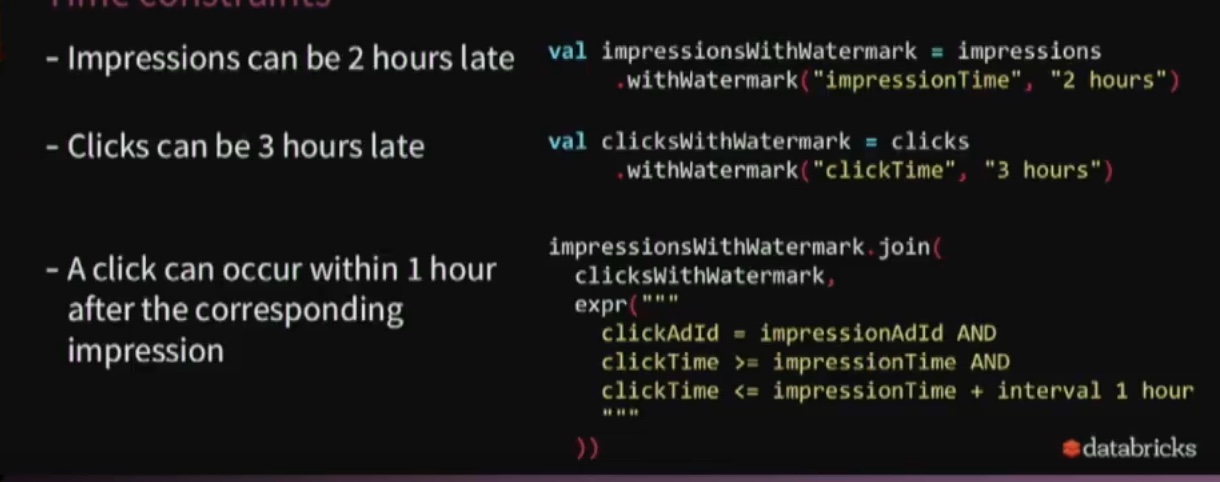 Time constraints
- Impressions can be 2 hours late
val impressionsWithWatermark = impressions
.withWatermark("impressionTime", "2 hours")
- Clicks can be 3 hours late
val clicksWithWatermark = clicks
.withWatermark("clickTime", "3 hours")
- A click can occur within 1 hour
after the corresponding
impression
impressionsWithWatermark.join(
clicksWithWatermark,
expr("""
clickAdId = impressionAdId AND
clickTime >= impressionTime AND
clickTime <= impressionTime + interval 1 hour
"""
))
databricks